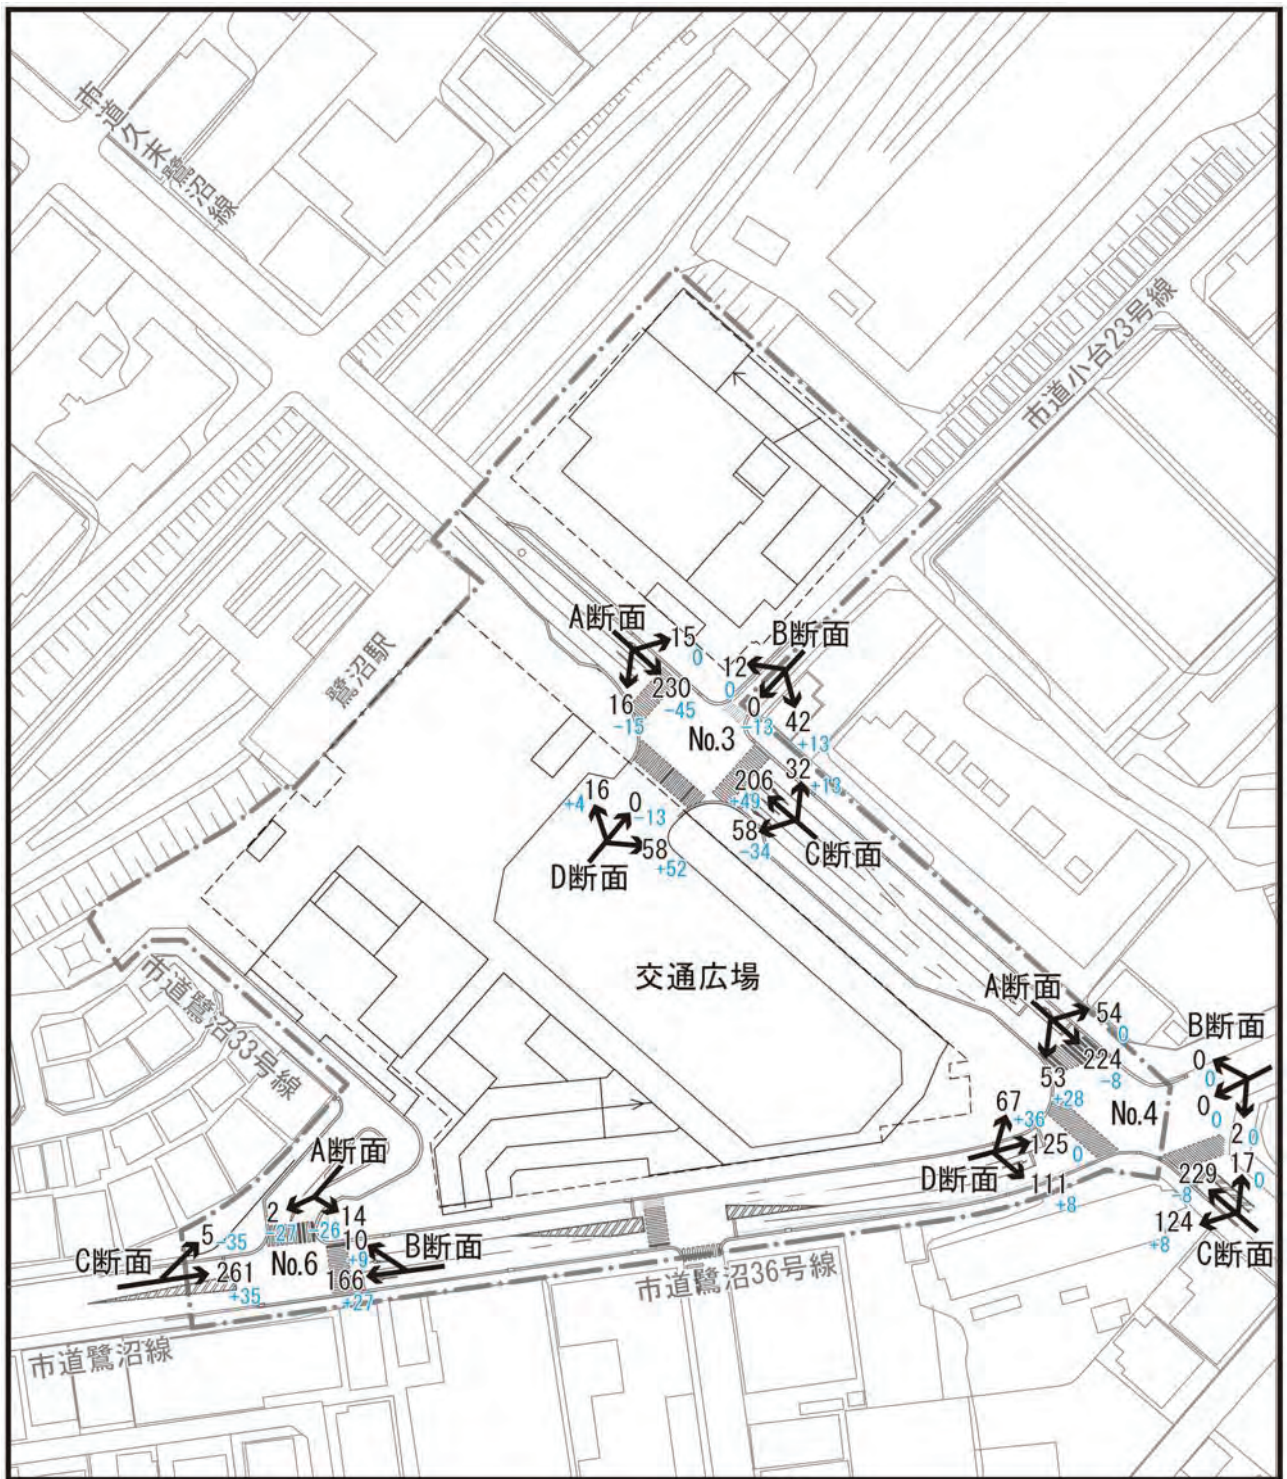 市道久末鷺沼線
市道小台23号線
鷺沼駅
A断面
15
0
230
-45
16
-15
B断面
12
0
0
-13
42
+13
No.3
32
+13
206
+49
58
-34
C断面
16
+4
0
-13
58
+52
D断面
交通広場
市道鷺沼33号線
A断面
54
0
224
-8
53
+28
B断面
0
0
0
0
2
0
No.4
67
+36
125
0
111
+8
D断面
17
0
229
-8
124
+8
C断面
A断面
2
-27
14
-26
5
-35
10
+9
B断面
C断面
261
+35
No.6
166
+27
市道鷺沼36号線
市道鷺沼線